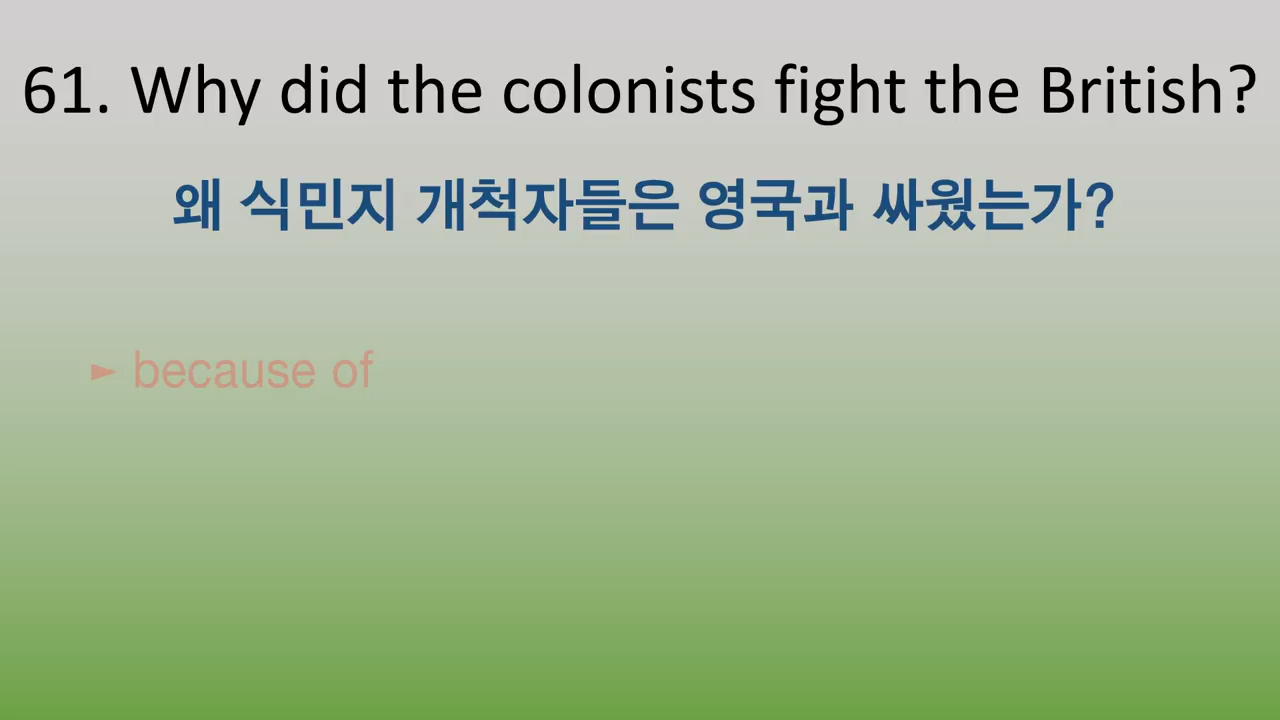 61. Why did the colonists fight the British?
왜 식민지 개척자들은 영국과 싸웠는가?
► because of